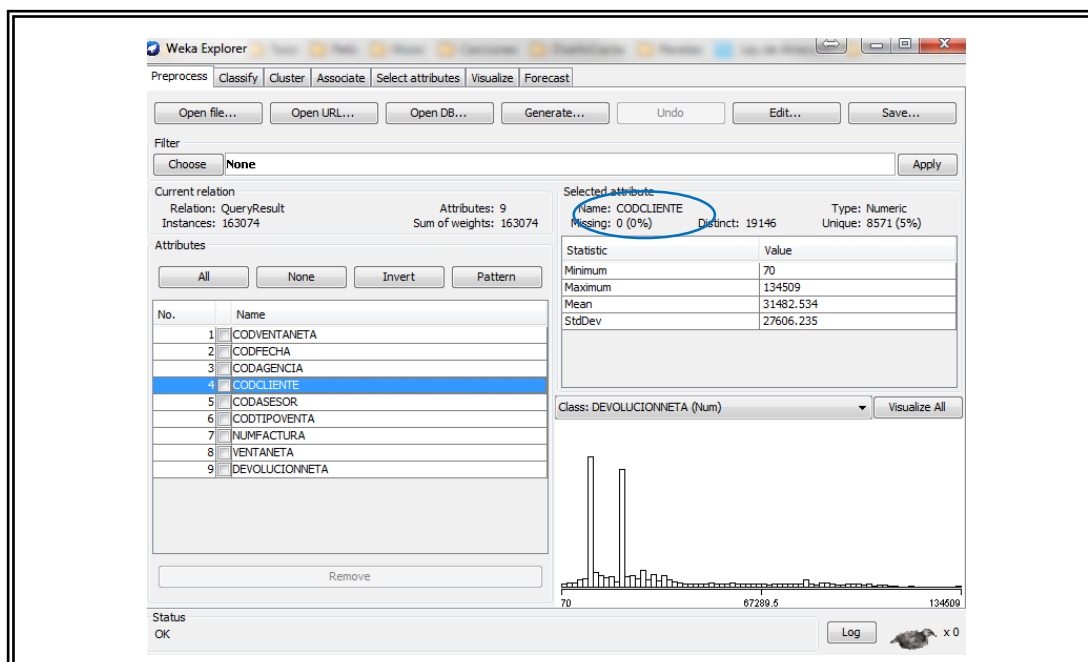 Weka Explorer
Preprocess Classify Cluster Associate Select attributes Visualize Forecast
Open file... Open URL... Open DB... Generate... Undo Edit... Save...
Filter
Choose None Apply
Current relation
Relation: QueryResult Attributes: 9
Instances: 163074 Sum of weights: 163074
Attributes
All None Invert Pattern
No. Name
1 CODVENTANETA
2 CODFECHA
3 CODAGENCIA
4 CODCLIENTE
5 CODASESOR
6 CODTIPOVENTA
7 NUMFACTURA
8 VENTANETA
9 DEVOLUCIONNETA
Remove
Selected attribute
Name: CODCLIENTE Type: Numeric
Missing: 0 (0%) Distinct: 19146 Unique: 8571 (5%)
Statistic Value
Minimum 70
Maximum 134509
Mean 31482.534
StdDev 27606.235
Class: DEVOLUCIONNETA (Num) Visualize All
70 67289.5 134509
Status
OK Log x 0